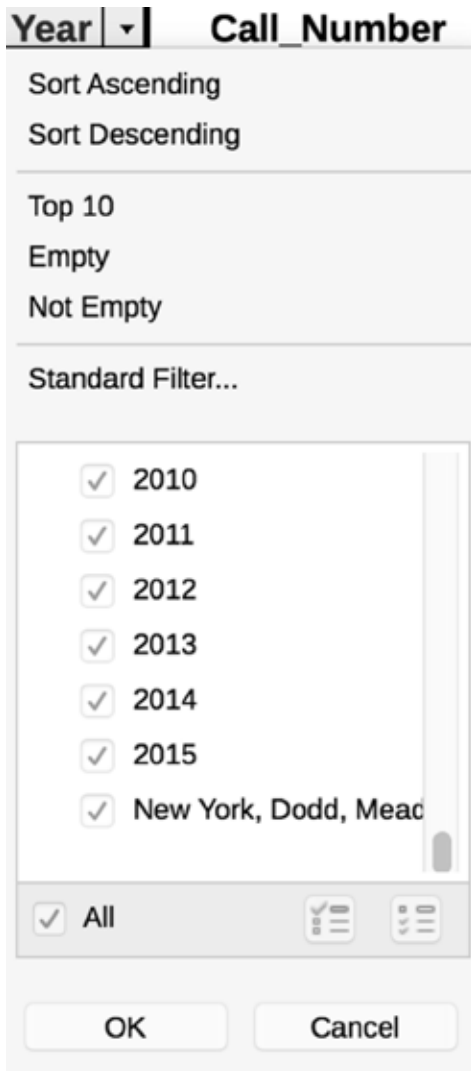 Year Call_Number
Sort Ascending
Sort Descending
Top 10
Empty
Not Empty
Standard Filter...
2010
2011
2012
2013
2014
2015
New York, Dodd, Mead
All
OK Cancel